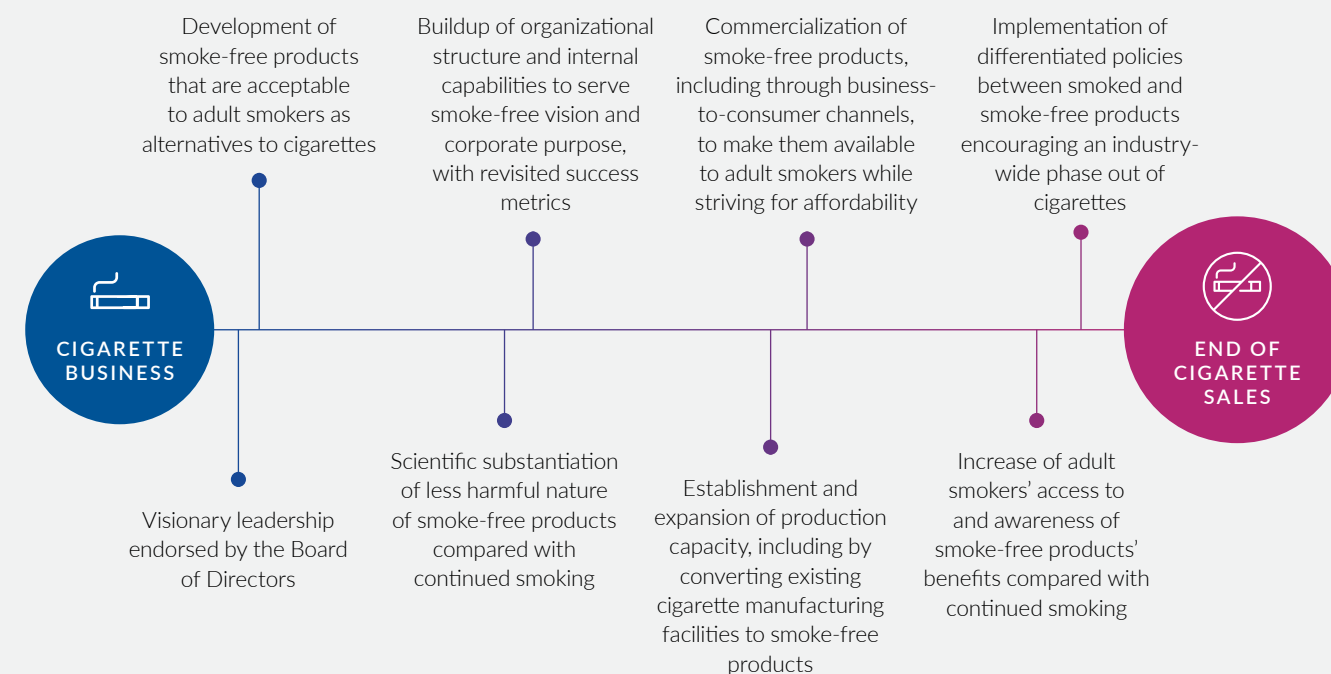 Development of
smoke-free products
that are acceptable
to adult smokers as
alternatives to cigarettes
Buildup of organizational
structure and internal
capabilities to serve
smoke-free vision and
corporate purpose,
with revisited success
metrics
Commercialization of
smoke-free products,
including through business-
to-consumer channels,
to make them available
to adult smokers while
striving for affordability
Implementation of
differentiated policies
between smoked and
smoke-free products
encouraging an industry-
wide phase out of
cigarettes
CIGARETTE
BUSINESS
END OF
CIGARETTE
SALES
Visionary leadership
endorsed by the Board
of Directors
Scientific substantiation
of less harmful nature
of smoke-free products
compared with
continued smoking
Establishment and
expansion of production
capacity, including by
converting existing
cigarette manufacturing
facilities to smoke-free
products
Increase of adult
smokers’ access to
and awareness of
smoke-free products’
benefits compared with
continued smoking